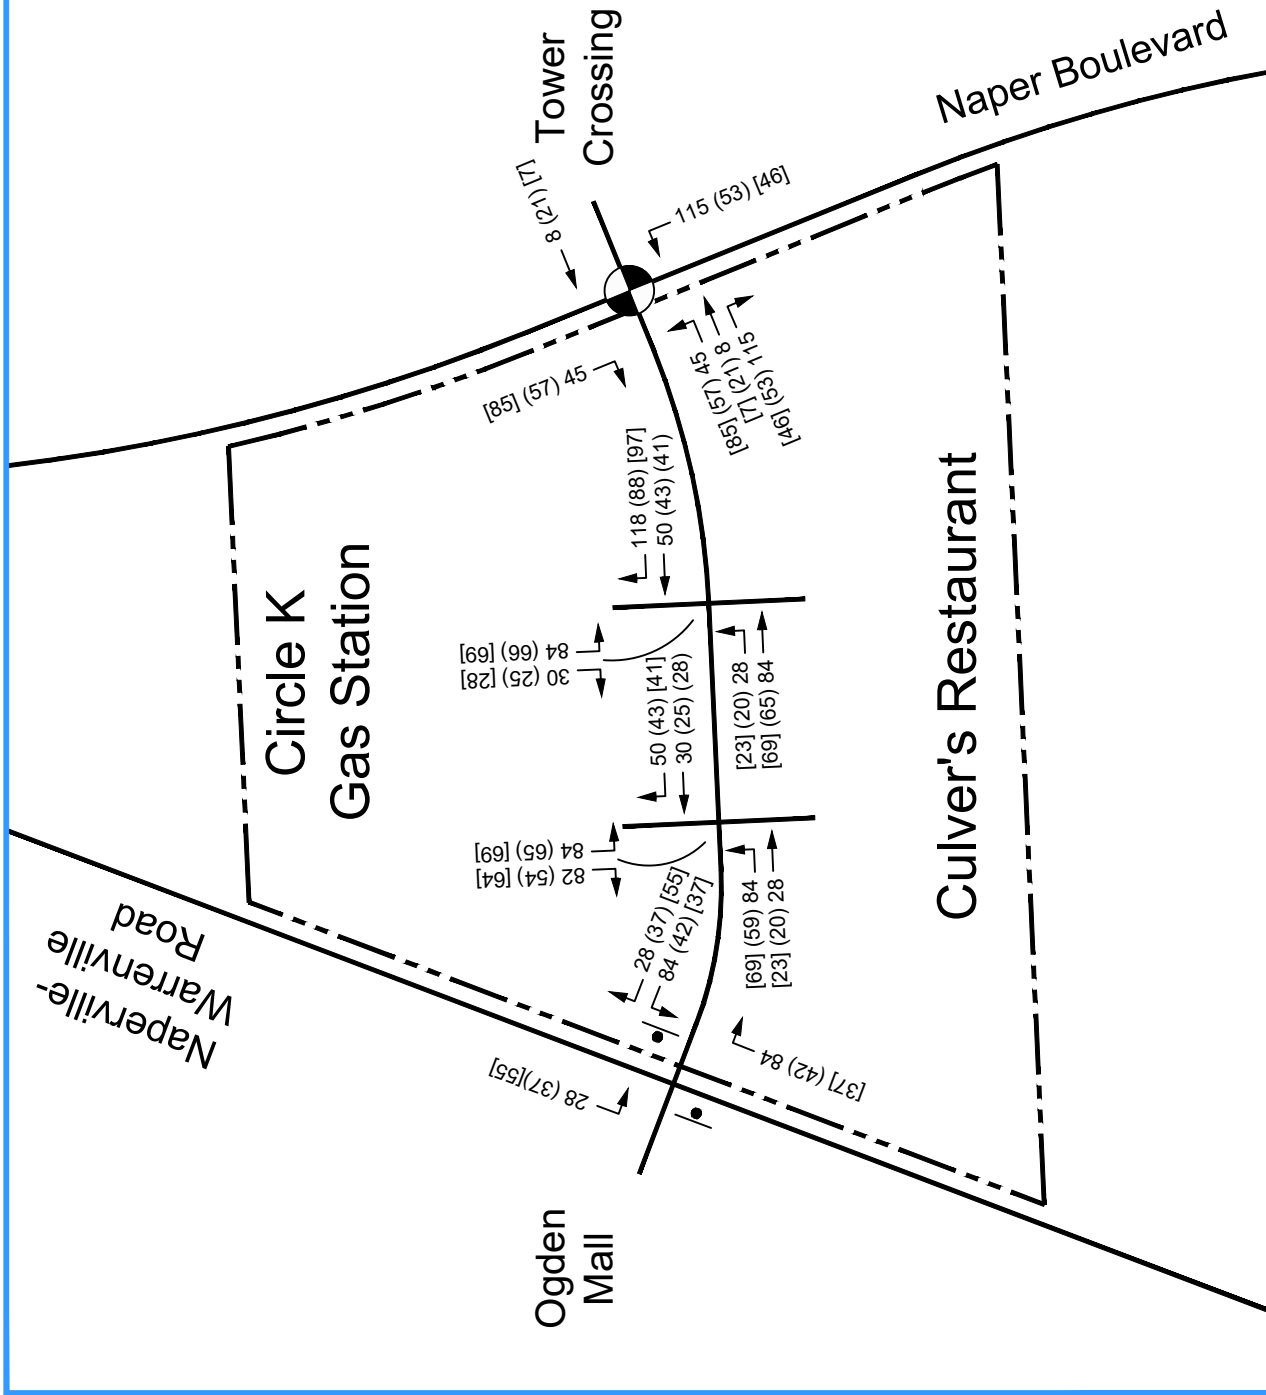 Tower
Crossing
Naper Boulevard
8 (21) [7]
115 (53) [46]
[85] (57) 45
[85] (57) 45
[7] (21) 8
[46] (53) 115
118 (88) [97]
50 (43) (41)
Circle K
Gas Station
84 (66) [69]
30 (25) [28]
50 (43) [41]
30 (25) (28)
[23] (20) 28
[69] (65) 84
Culver's Restaurant
84 (65) [69]
82 (54) [64]
28 (37) [55]
84 (42) [37]
[69] (59) 84
[23] (20) 28
Naperville-
Warrenville
Road
28 (37)[55]
[37] (42) 84
Ogden
Mall